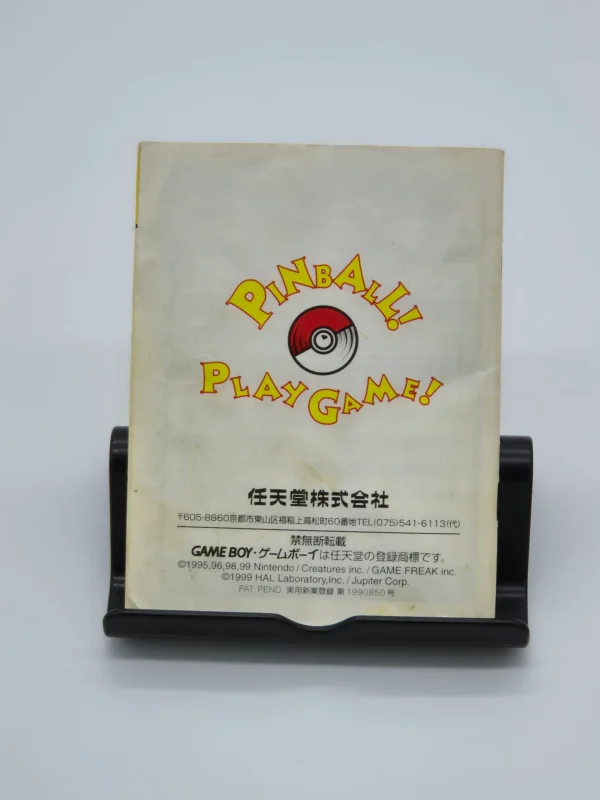 PINBALL!
PLAY GAME!
任天堂株式会社
〒605-8660京都市東山区福稲上高松町60番地TEL(075)541-6113(代)
禁無断転載
GAME BOY・ゲームボーイは任天堂の登録商標です。
©1995,96,98,99 Nintendo/Creatures inc./GAME FREAK inc.
©1999 HAL Laboratory,Inc./Jupiter Corp.
PAT. PEND. 実用新案登録 第 1990850号